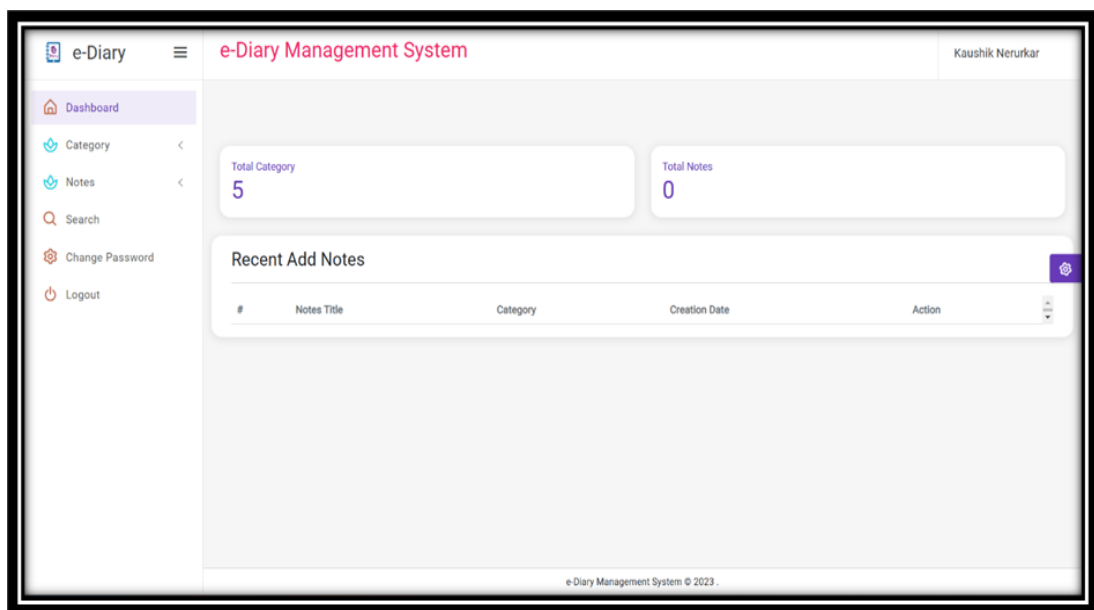 e-Diary
e-Diary Management System
Kaushik Nerurkar
Dashboard
Category
Notes
Search
Change Password
Logout
Total Category
5
Total Notes
0
Recent Add Notes
# Notes Title Category Creation Date Action
e-Diary Management System © 2023 .